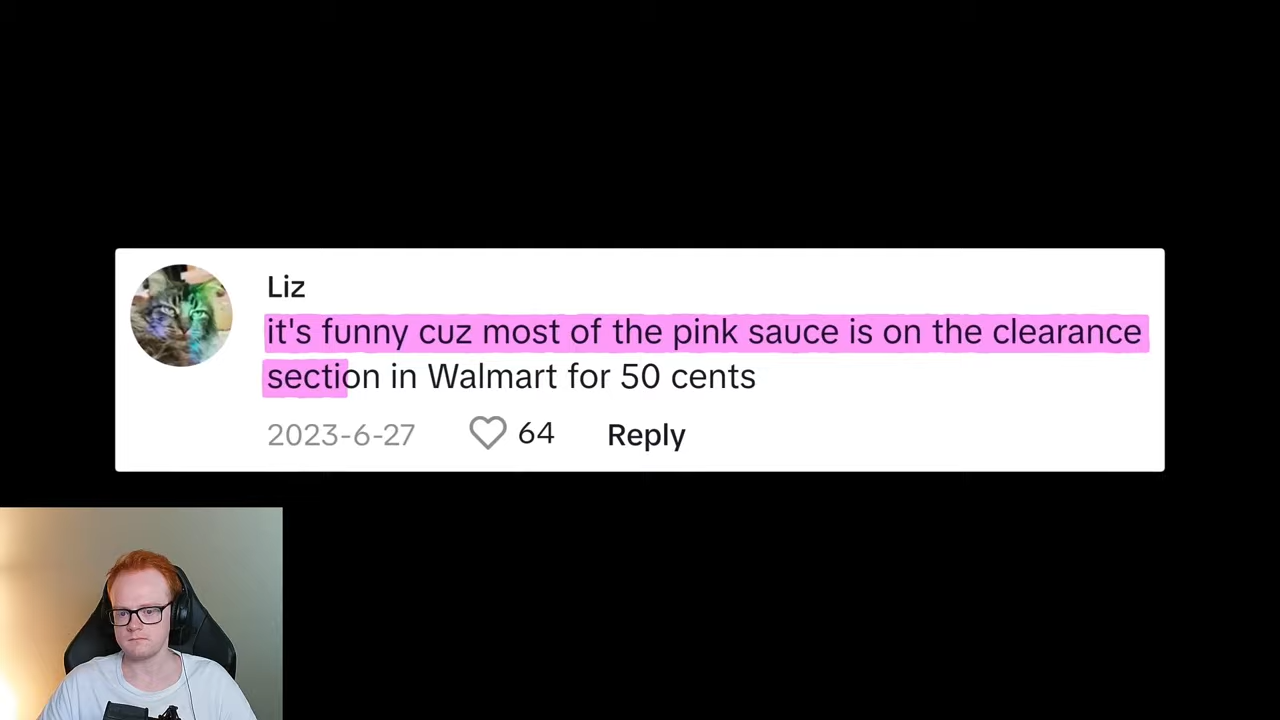 Liz
it's funny cuz most of the pink sauce is on the clearance
section in Walmart for 50 cents
2023-6-27 64 Reply